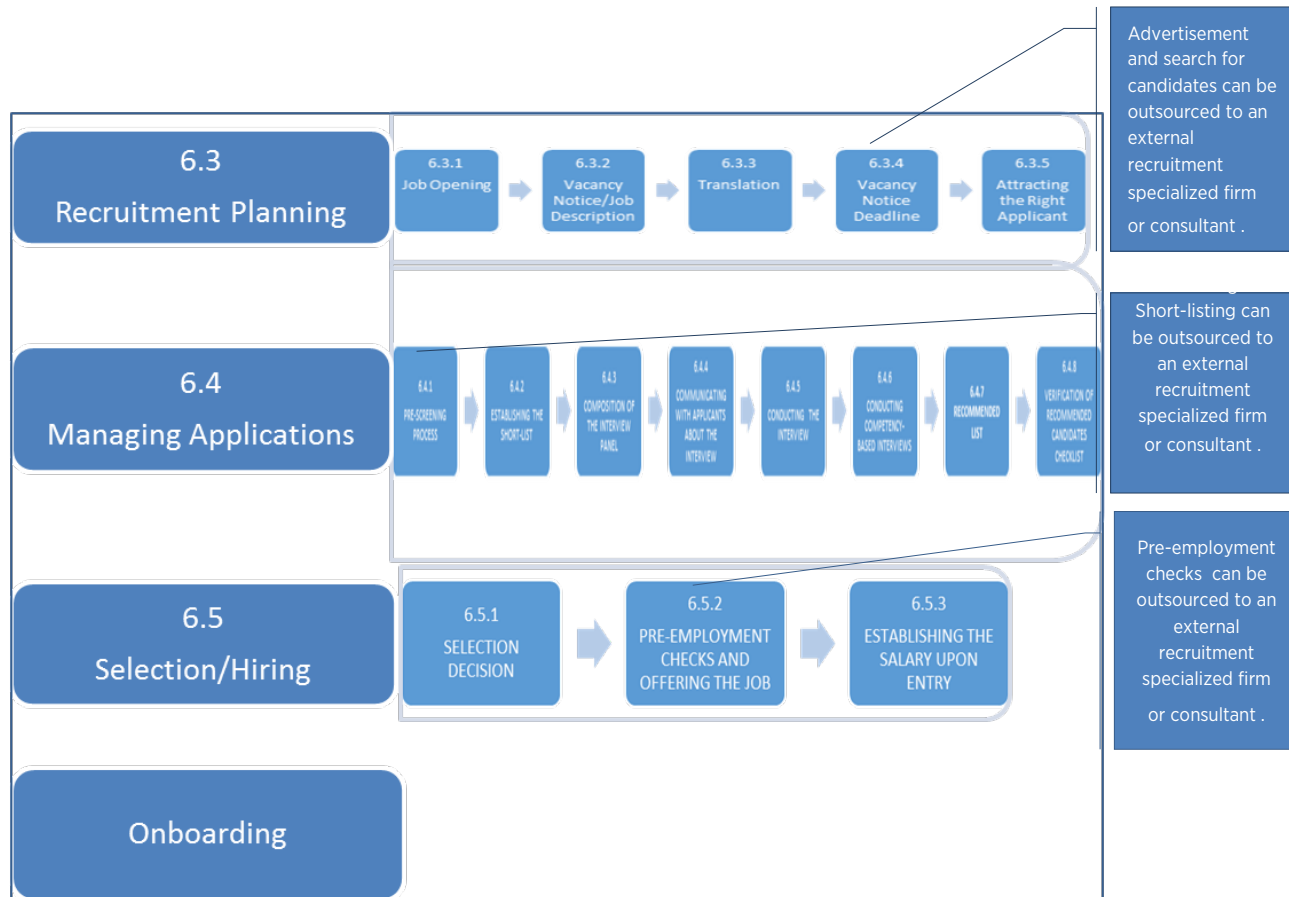 Advertisement
and search for
candidates can be
outsourced to an
external
recruitment
specialized firm
or consultant .
6.3
Recruitment Planning
6.3.1
Job Opening
6.3.2
Vacancy
Notice/Job
Description
6.3.3
Translation
6.3.4
Vacancy
Notice
Deadline
6.3.5
Attracting
the Right
Applicant
6.4
Managing Applications
6.4.1
PRE-SCREENING
PROCESS
6.4.2
ESTABLISHING THE
SHORT-LIST
6.4.3
COMPOSITION OF
THE INTERVIEW
PANEL
6.4.4
COMMUNICATING
WITH APPLICANTS
ABOUT THE
INTERVIEW
6.4.5
CONDUCTING THE
INTERVIEW
6.4.6
CONDUCTING
COMPETENCY-
BASED INTERVIEWS
6.4.7
RECOMMENDED
LIST
6.4.8
VERIFICATION OF
RECOMMENDED
CANDIDATES
CHECKLIST
Short-listing can
be outsourced to
an external
recruitment
specialized firm
or consultant .
6.5
Selection/Hiring
6.5.1
SELECTION
DECISION
6.5.2
PRE-EMPLOYMENT
CHECKS AND
OFFERING THE JOB
6.5.3
ESTABLISHING THE
SALARY UPON
ENTRY
Pre-employment
checks can be
outsourced to an
external
recruitment
specialized firm
or consultant .
Onboarding